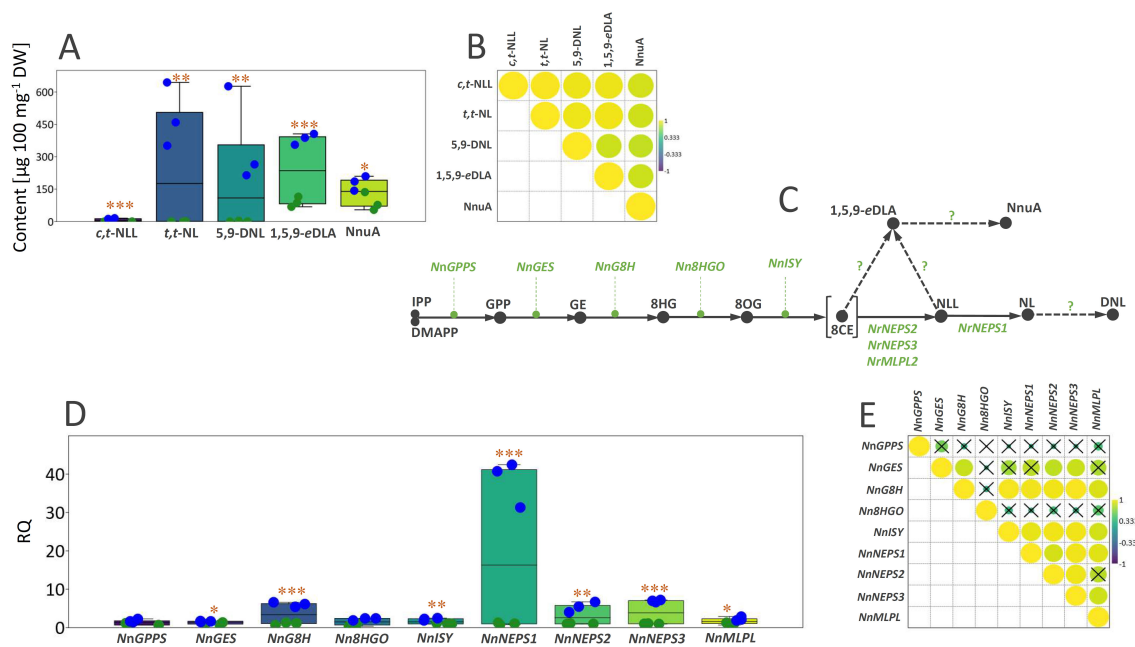 A
Content [µg 100 mg⁻¹ DW]
600
450
300
150
0
***
**
**
***
*
c,t-NLL
t,t-NL
5,9-DNL
1,5,9-eDLA
NnuA
B
c,t-NLL
t,t-NL
5,9-DNL
1,5,9-eDLA
NnuA
c,t-NLL
t,t-NL
5,9-DNL
1,5,9-eDLA
NnuA
1
0.333
-0.333
-1
C
1,5,9-eDLA
?
NnuA
NnGPPS
NnGES
NnG8H
Nn8HGO
NnISY
?
?
IPP
DMAPP
GPP
GE
8HG
8OG
[8CE]
NLL
NL
?
DNL
NrNEPS2
NrNEPS3
NrMLPL2
NrNEPS1
D
RQ
40
30
20
10
0
*
***
**
***
**
***
*
NnGPPS
NnGES
NnG8H
Nn8HGO
NnISY
NnNEPS1
NnNEPS2
NnNEPS3
NnMLPL
E
NnGPPS
NnGES
NnG8H
Nn8HGO
NnISY
NnNEPS1
NnNEPS2
NnNEPS3
NnMLPL
NnGPPS
NnGES
NnG8H
Nn8HGO
NnISY
NnNEPS1
NnNEPS2
NnNEPS3
NnMLPL
1
0.333
-0.333
-1